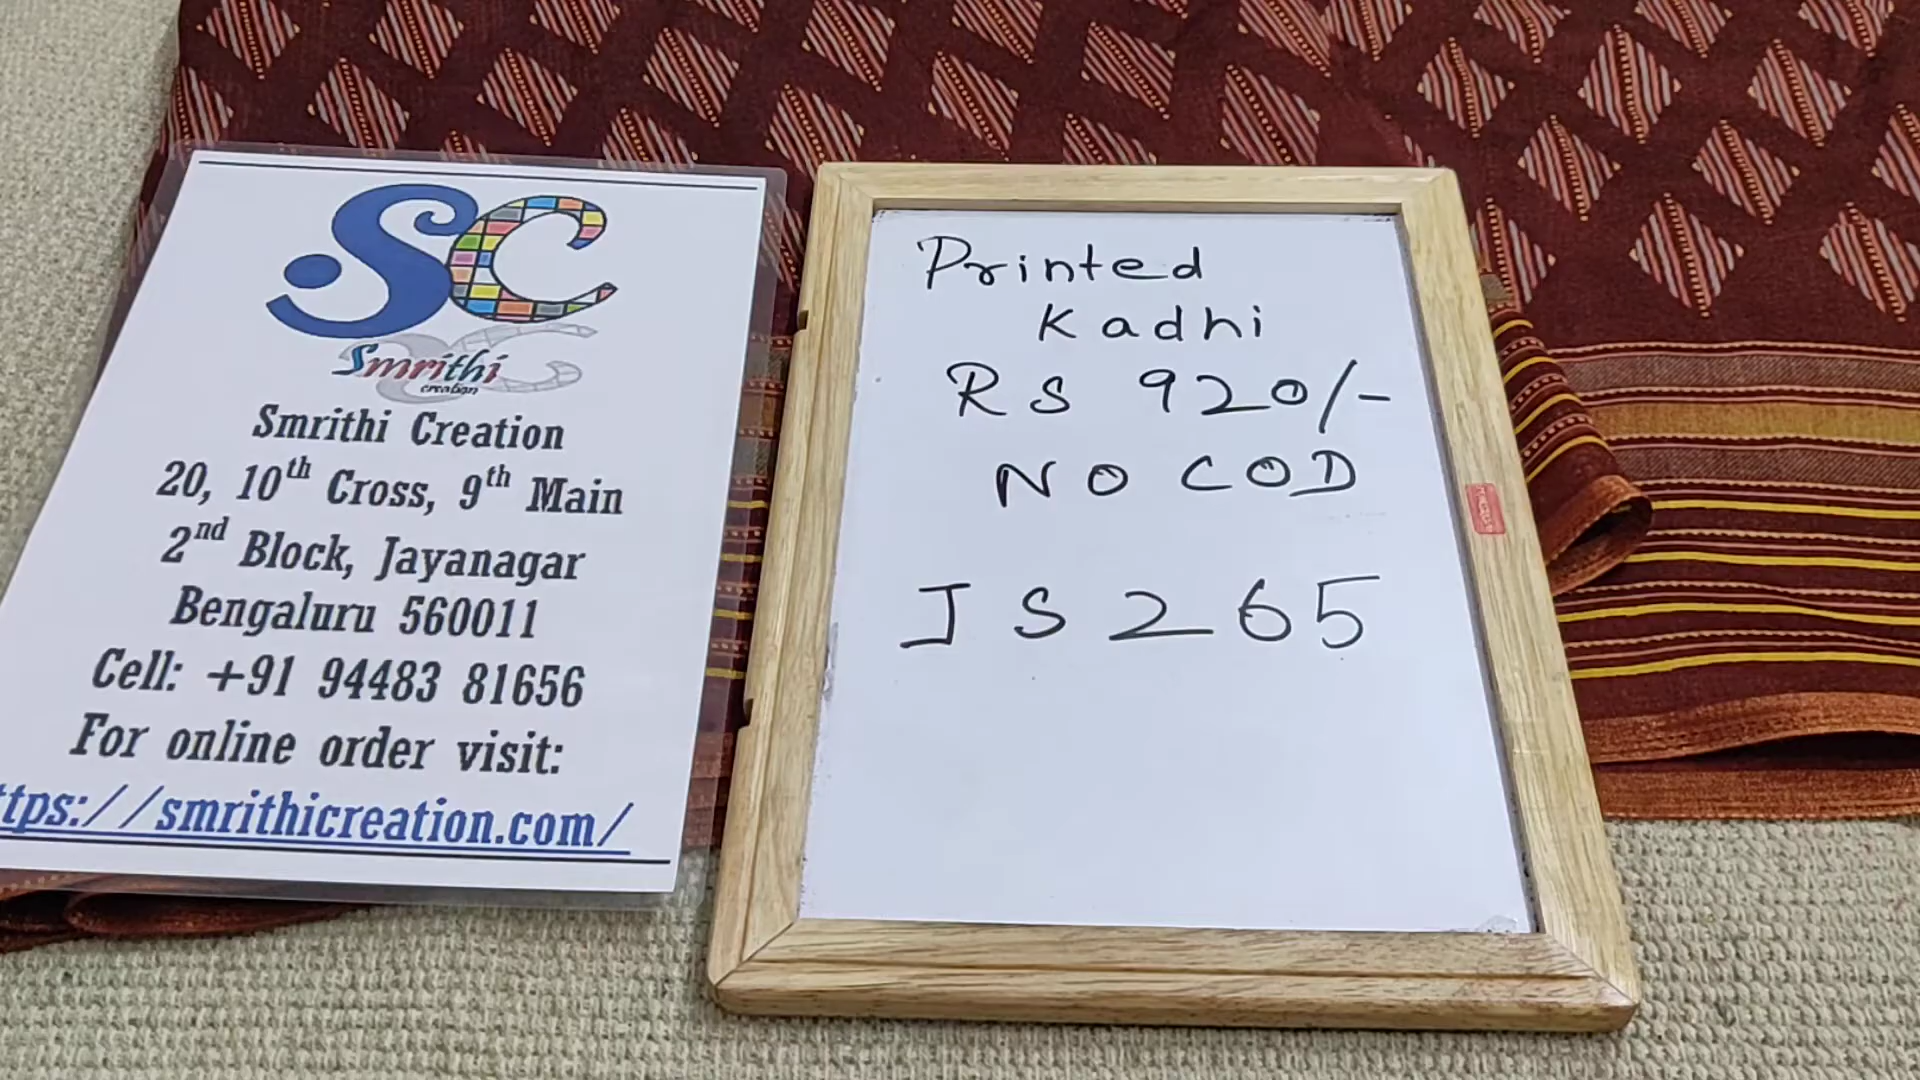 SC
Smrithi
creation
Smrithi Creation
20, 10th Cross, 9th Main
2nd Block, Jayanagar
Bengaluru 560011
Cell: +91 94483 81656
For online order visit:
ttps://smrithicreation.com/
Printed
Kadhi
RS 920/-
NO COD
JS265